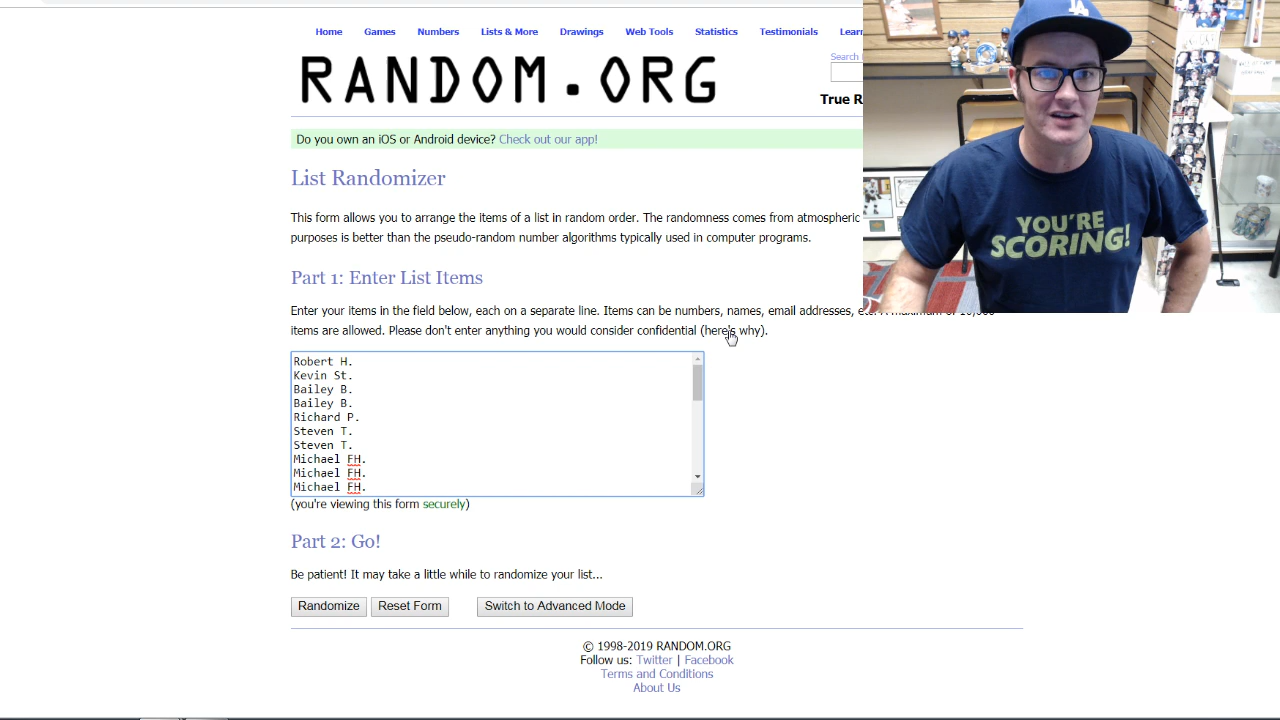 Home Games Numbers Lists & More Drawings Web Tools Statistics Testimonials Lear
RANDOM.ORG
Search
True R
Do you own an iOS or Android device? Check out our app!
List Randomizer
This form allows you to arrange the items of a list in random order. The randomness comes from atmospheric
purposes is better than the pseudo-random number algorithms typically used in computer programs.
Part 1: Enter List Items
Enter your items in the field below, each on a separate line. Items can be numbers, names, email addresses,
items are allowed. Please don't enter anything you would consider confidential (here's why).
Robert H.
Kevin St.
Bailey B.
Bailey B.
Richard P.
Steven T.
Steven T.
Michael FH.
Michael FH.
Michael FH.
(you're viewing this form securely)
Part 2: Go!
Be patient! It may take a little while to randomize your list...
Randomize Reset Form Switch to Advanced Mode
© 1998-2019 RANDOM.ORG
Follow us: Twitter | Facebook
Terms and Conditions
About Us
LA
YOU'RE
SCORING!